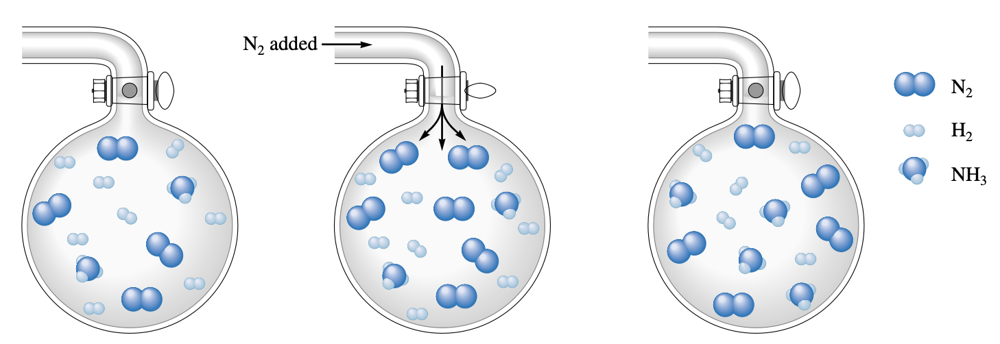 N₂ added
N₂
H₂
NH₃